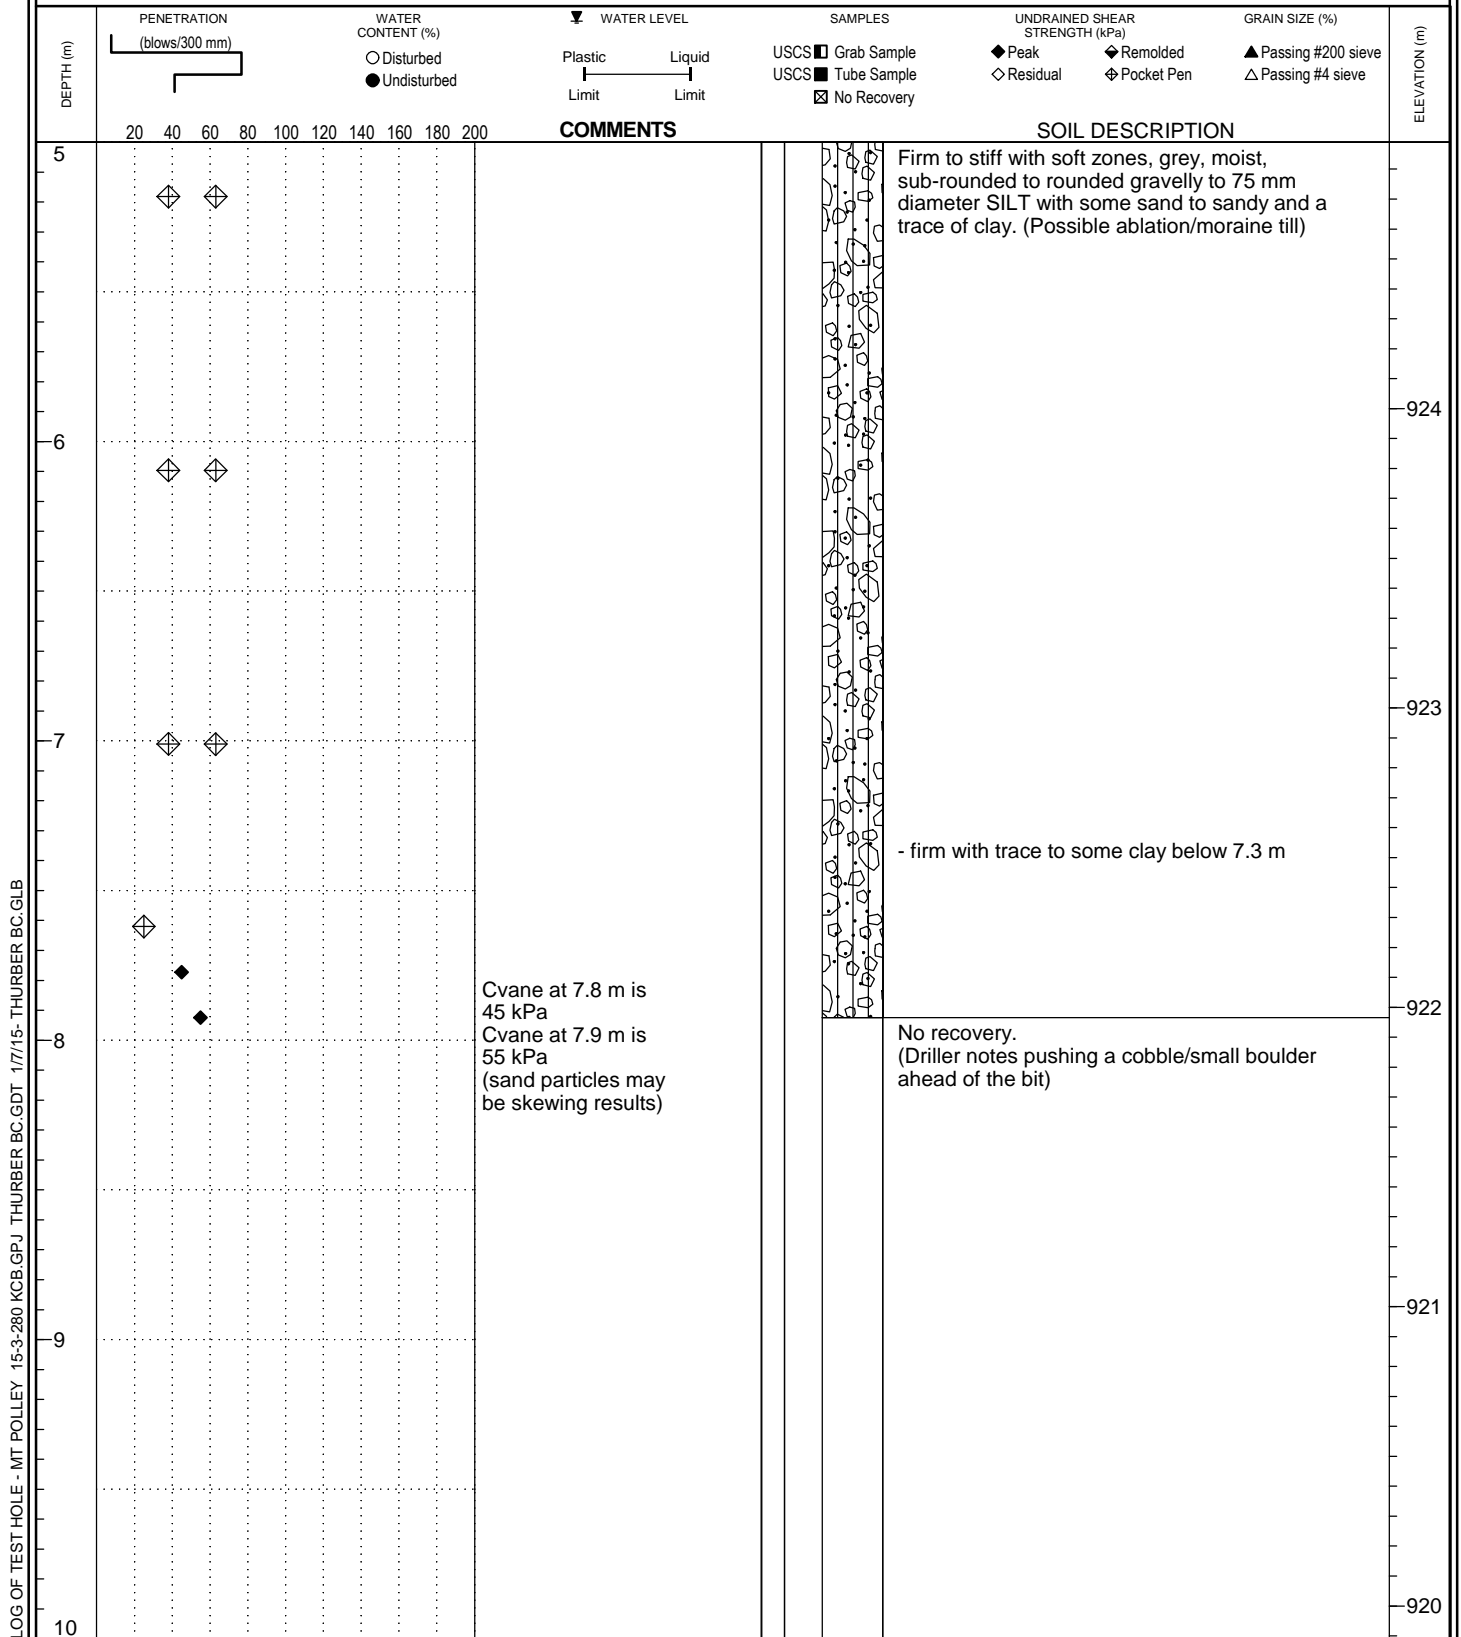 PENETRATION
(blows/300 mm)
WATER
CONTENT (%)
Disturbed
Undisturbed
WATER LEVEL
Plastic Liquid
Limit Limit
SAMPLES
USCS Grab Sample
USCS Tube Sample
No Recovery
UNDRAINED SHEAR
STRENGTH (kPa)
Peak Remolded
Residual Pocket Pen
GRAIN SIZE (%)
Passing #200 sieve
Passing #4 sieve
DEPTH (m)
ELEVATION (m)
20 40 60 80 100 120 140 160 180 200
COMMENTS
SOIL DESCRIPTION
5
Firm to stiff with soft zones, grey, moist,
sub-rounded to rounded gravelly to 75 mm
diameter SILT with some sand to sandy and a
trace of clay. (Possible ablation/moraine till)
924
6
923
7
- firm with trace to some clay below 7.3 m
Cvane at 7.8 m is
45 kPa
Cvane at 7.9 m is
55 kPa
(sand particles may
be skewing results)
922
8
No recovery.
(Driller notes pushing a cobble/small boulder
ahead of the bit)
921
9
920
10
LOG OF TEST HOLE - MT POLLEY 15-3-280 KCB.GPJ THURBER BC.GDT 1/7/15- THURBER BC.GLB